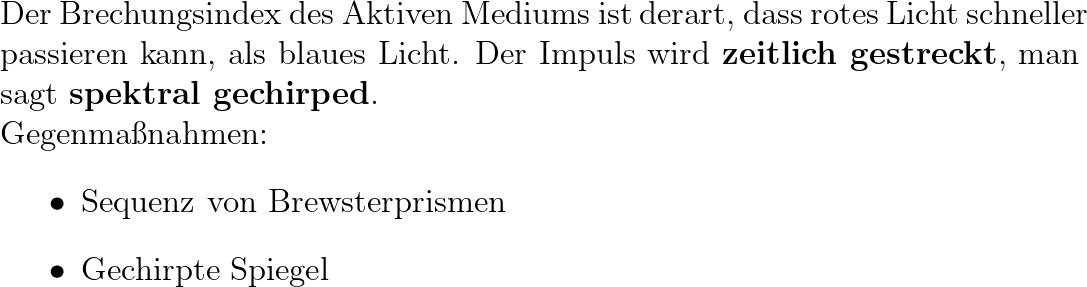 Der Brechungsindex des Aktiven Mediums ist derart, dass rotes Licht schneller
passieren kann, als blaues Licht. Der Impuls wird zeitlich gestreckt, man
sagt spektral gechirped.
Gegenmaßnahmen:
• Sequenz von Brewsterprismen
• Gechirpte Spiegel